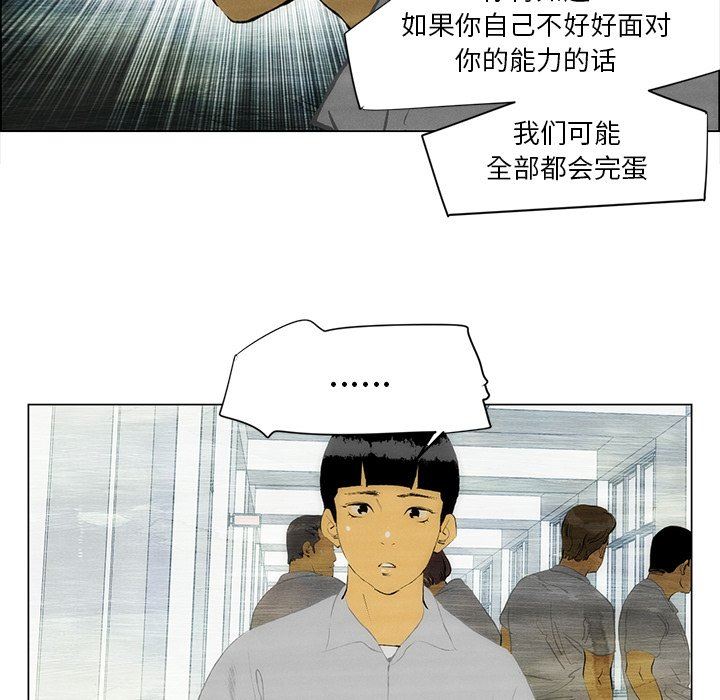 如果你自己不好好面对
你的能力的话
我们可能
全部都会完蛋
……